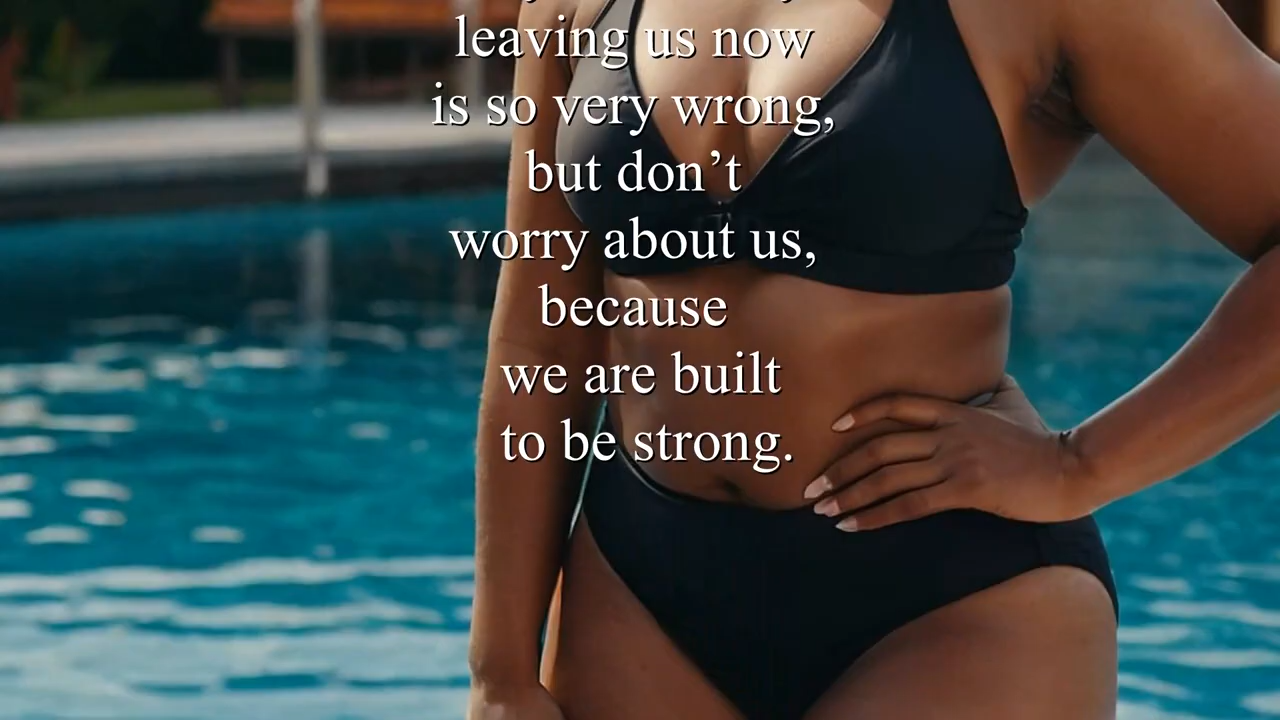 leaving us now
is so very wrong,
but don’t
worry about us,
because
we are built
to be strong.